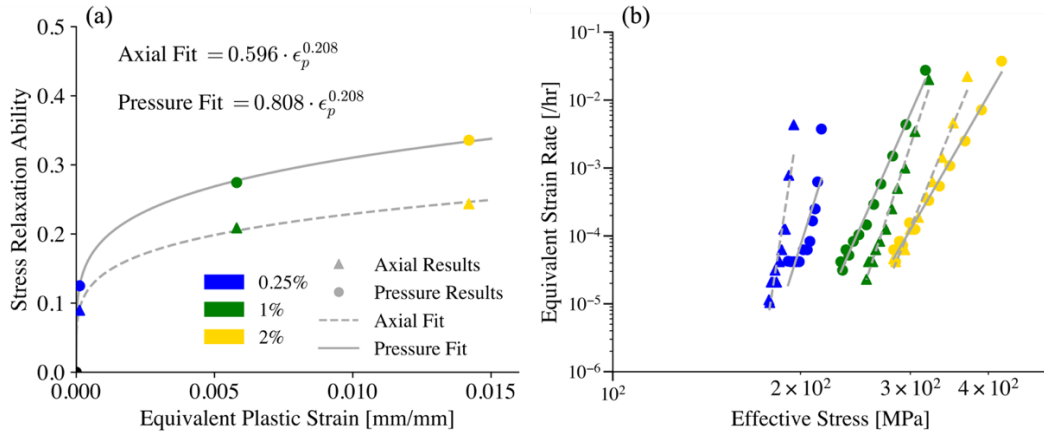 (a)
Axial Fit = 0.596 · ϵ_p^0.208
Pressure Fit = 0.808 · ϵ_p^0.208
Stress Relaxation Ability
0.5
0.4
0.3
0.2
0.1
0.0
0.25%
1%
2%
Axial Results
Pressure Results
Axial Fit
Pressure Fit
0.000 0.005 0.010 0.015
Equivalent Plastic Strain [mm/mm]
(b)
Equivalent Strain Rate [/hr]
10^-1
10^-2
10^-3
10^-4
10^-5
10^-6
10^2 2 × 10^2 3 × 10^2 4 × 10^2
Effective Stress [MPa]